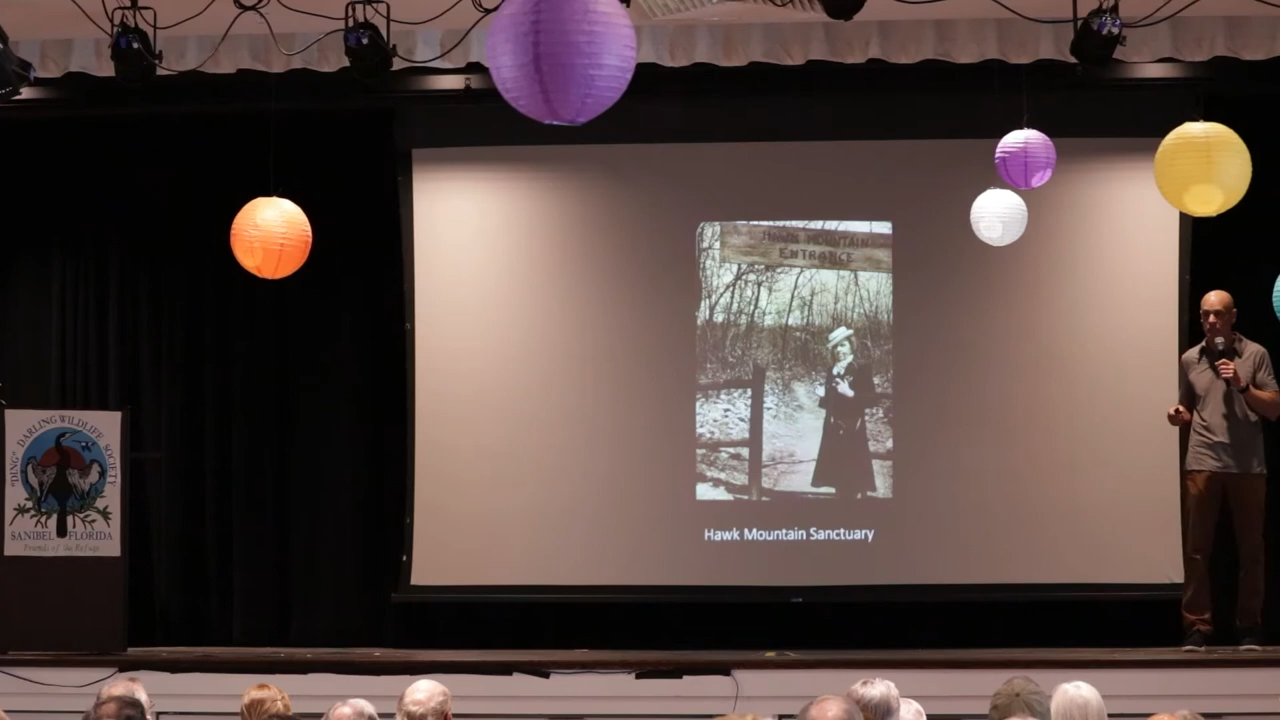 HAWK MOUNTAIN
ENTRANCE
"DING" DARLING WILDLIFE SOCIETY
SANIBEL FLORIDA
Friends of the Refuge
Hawk Mountain Sanctuary